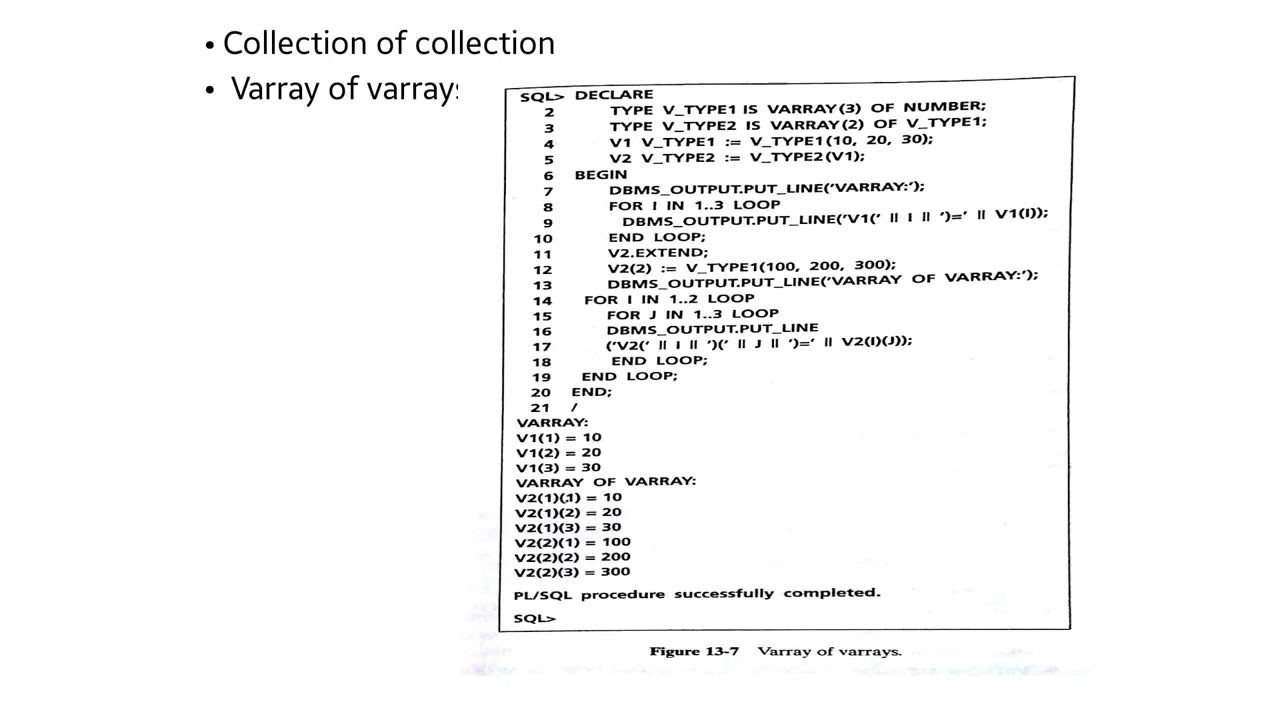 • Collection of collection
• Varray of varrays
SQL> DECLARE
2 TYPE V_TYPE1 IS VARRAY(3) OF NUMBER;
3 TYPE V_TYPE2 IS VARRAY(2) OF V_TYPE1;
4 V1 V_TYPE1 := V_TYPE1(10, 20, 30);
5 V2 V_TYPE2 := V_TYPE2(V1);
6 BEGIN
7 DBMS_OUTPUT.PUT_LINE('VARRAY:');
8 FOR I IN 1..3 LOOP
9 DBMS_OUTPUT.PUT_LINE('V1(' || I || ')=' || V1(I));
10 END LOOP;
11 V2.EXTEND;
12 V2(2) := V_TYPE1(100, 200, 300);
13 DBMS_OUTPUT.PUT_LINE('VARRAY OF VARRAY:');
14 FOR I IN 1..2 LOOP
15 FOR J IN 1..3 LOOP
16 DBMS_OUTPUT.PUT_LINE
17 ('V2(' || I || ')(' || J || ')=' || V2(I)(J));
18 END LOOP;
19 END LOOP;
20 END;
21 /
VARRAY:
V1(1) = 10
V1(2) = 20
V1(3) = 30
VARRAY OF VARRAY:
V2(1)(1) = 10
V2(1)(2) = 20
V2(1)(3) = 30
V2(2)(1) = 100
V2(2)(2) = 200
V2(2)(3) = 300
PL/SQL procedure successfully completed.
SQL>
Figure 13-7 Varray of varrays.